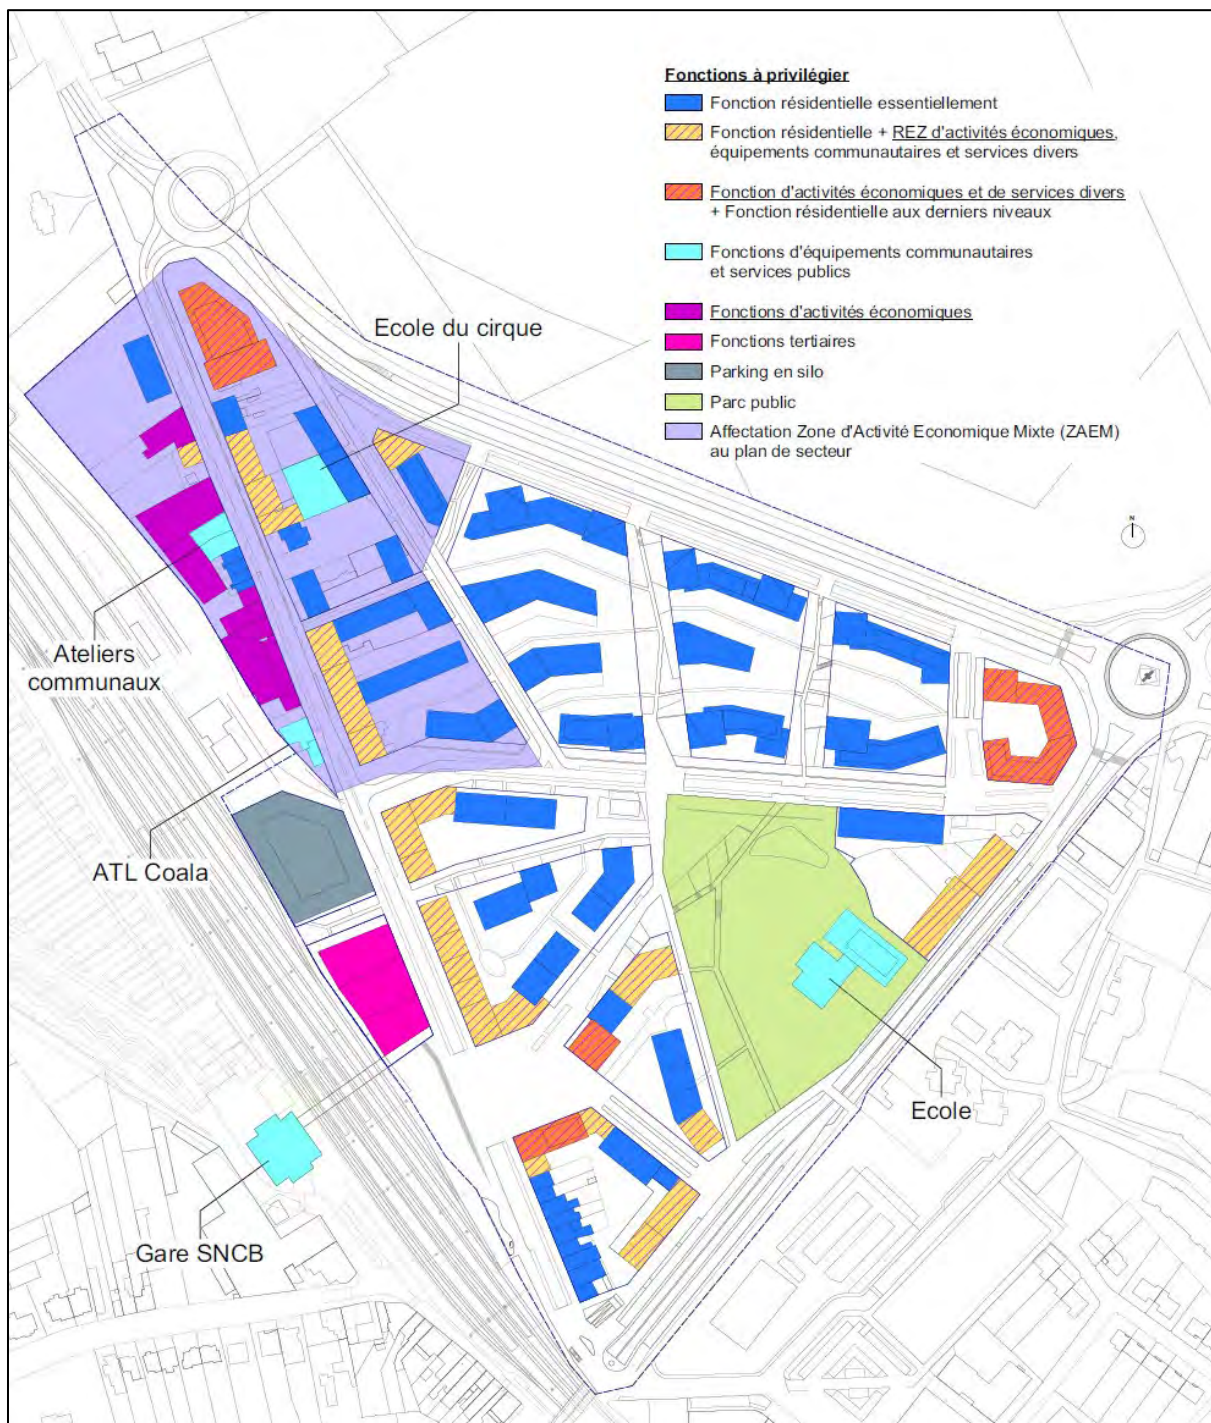 Fonctions à privilégier
Fonction résidentielle essentiellement
Fonction résidentielle + REZ d'activités économiques,
équipements communautaires et services divers
Fonction d'activités économiques et de services divers
+ Fonction résidentielle aux derniers niveaux
Fonctions d'équipements communautaires
et services publics
Fonctions d'activités économiques
Fonctions tertiaires
Parking en silo
Parc public
Affectation Zone d'Activité Economique Mixte (ZAEM)
au plan de secteur
Ecole du cirque
N
Ateliers
communaux
ATL Coala
Ecole
Gare SNCB